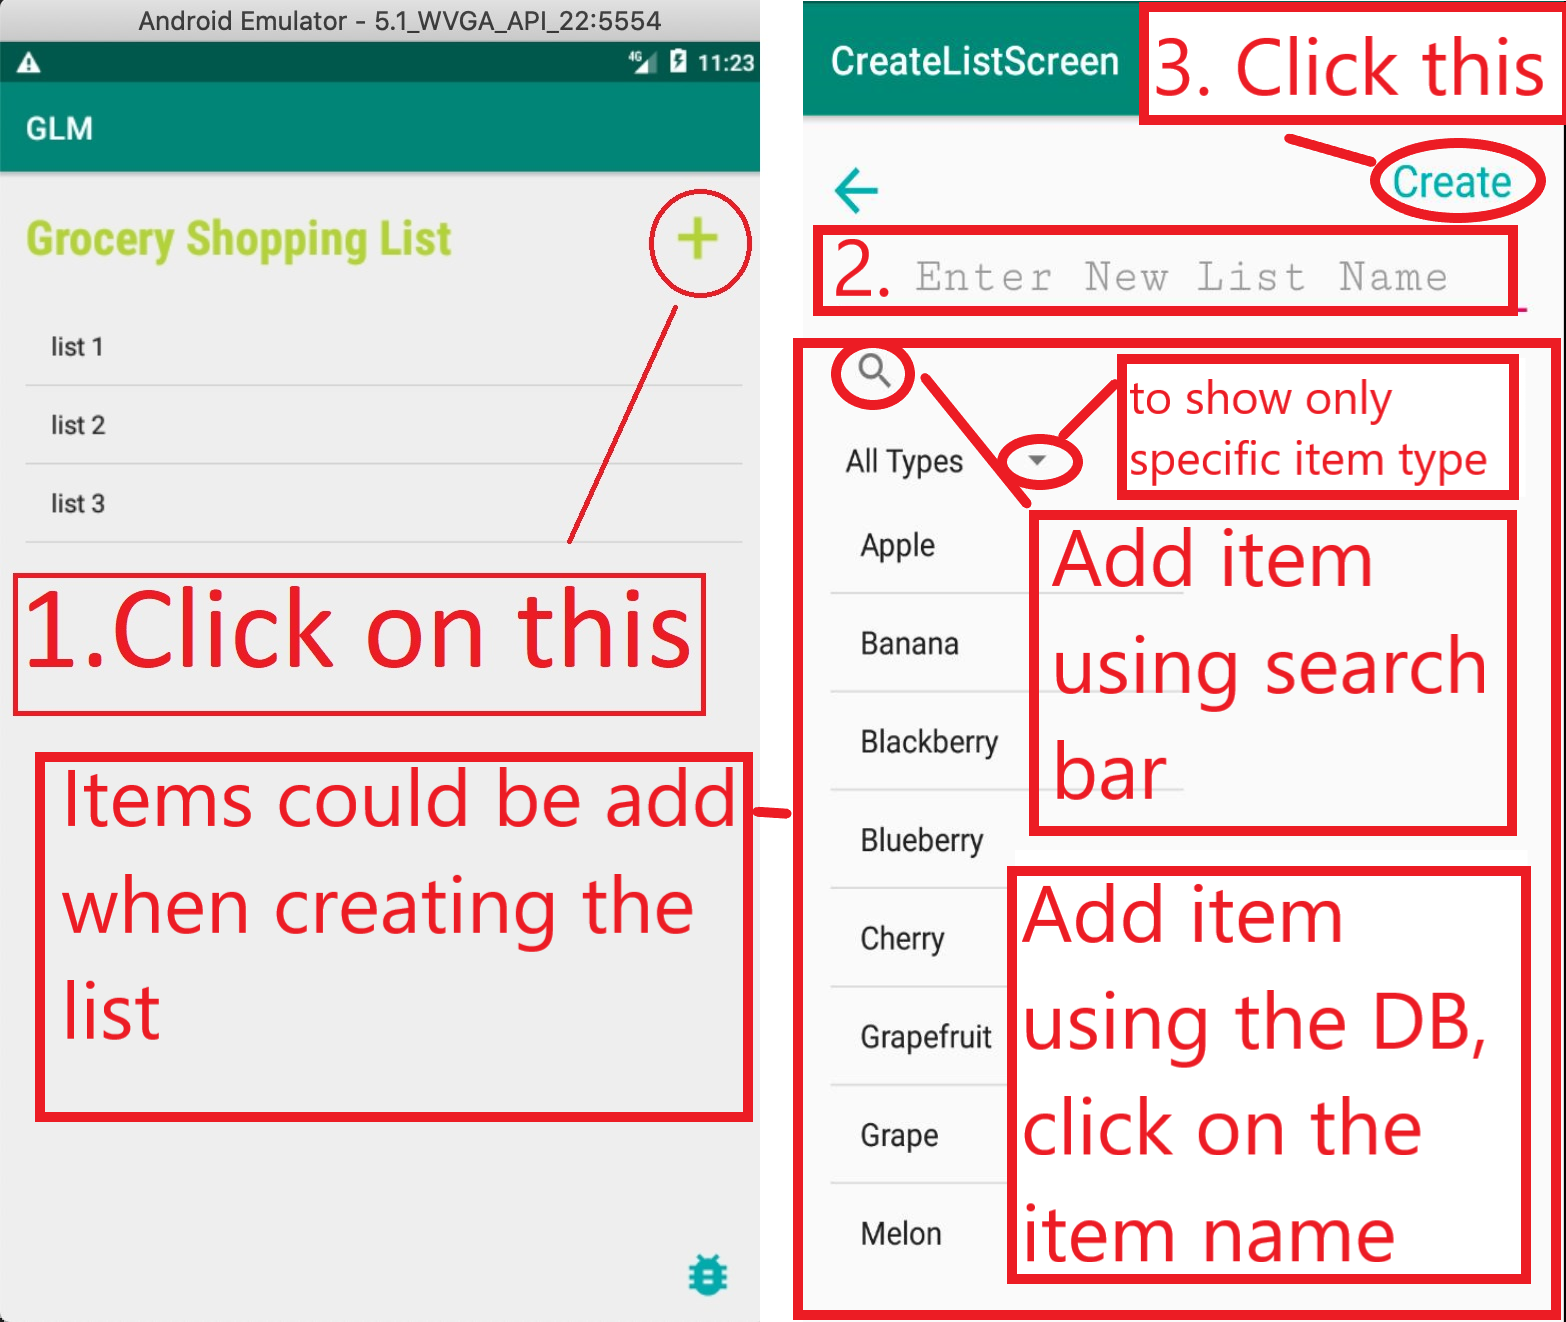 Android Emulator - 5.1_WVGA_API_22:5554
4G 11:23
GLM
Grocery Shopping List +
list 1
list 2
list 3
1.Click on this
Items could be add
when creating the
list
CreateListScreen
3. Click this
Create
2. Enter New List Name
to show only
specific item type
All Types
Add item
using search
bar
Apple
Banana
Blackberry
Blueberry
Cherry
Grapefruit
Grape
Melon
Add item
using the DB,
click on the
item name